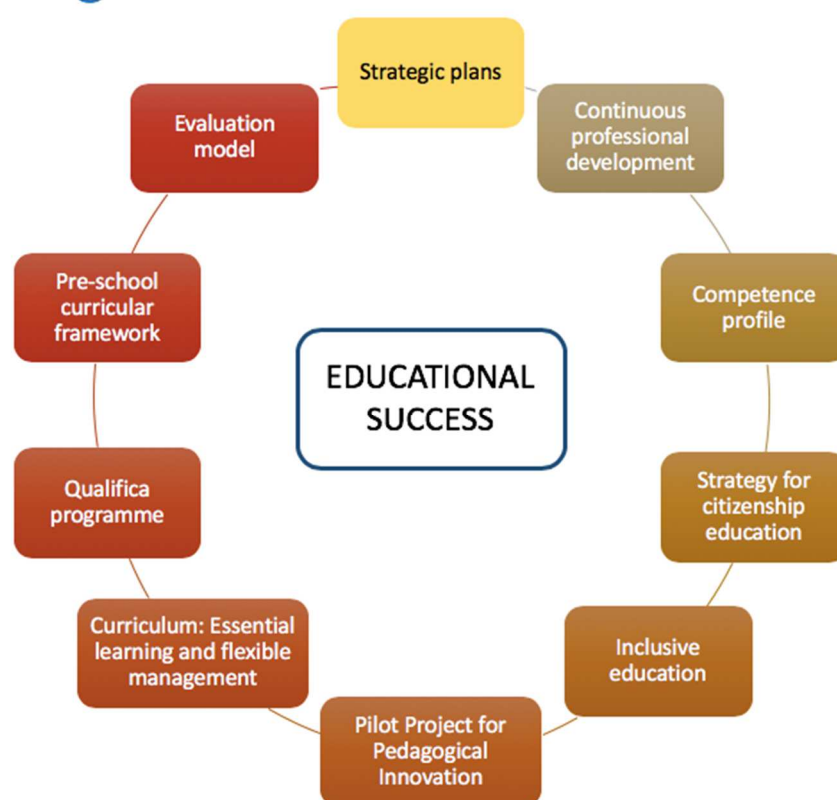 Strategic plans
Continuous
professional
development
Competence
profile
Strategy for
citizenship
education
Inclusive
education
Pilot Project for
Pedagogical
Innovation
Curriculum: Essential
learning and flexible
management
Qualifica
programme
Pre-school
curricular
framework
Evaluation
model
EDUCATIONAL
SUCCESS